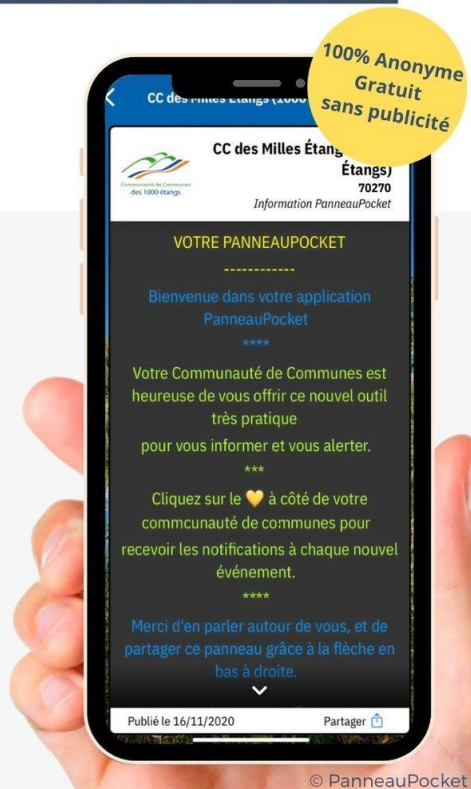 100% Anonyme
Gratuit
sans publicité
CC des Milles Étangs (1000
CC des Milles Étang
Étangs)
70270
Information PanneauPocket
Communauté de Communes
des 1000 étangs
VOTRE PANNEAUPOCKET
------------
Bienvenue dans votre application
PanneauPocket
****
Votre Communauté de Communes est
heureuse de vous offrir ce nouvel outil
très pratique
pour vous informer et vous alerter.
***
Cliquez sur le 💛 à côté de votre
commcunauté de communes pour
recevoir les notifications à chaque nouvel
événement.
****
Merci d'en parler autour de vous, et de
partager ce panneau grâce à la flèche en
bas à droite.
Publié le 16/11/2020
Partager
© PanneauPocket